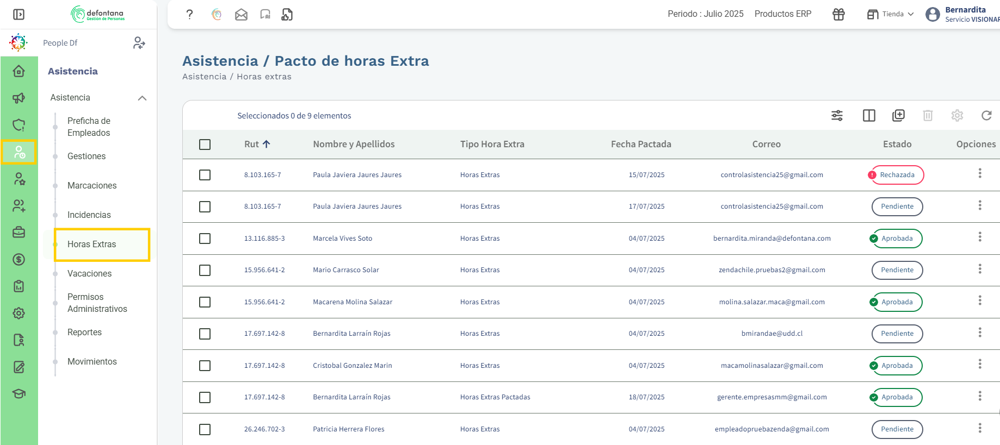 defontana
Gestión de Personas
?
AI
Periodo : Julio 2025
Productos ERP
Tienda
Bernardita
Servicio VISIONAR
People Df
Asistencia
Asistencia
Preficha de
Empleados
Gestiones
Marcaciones
Incidencias
Horas Extras
Vacaciones
Permisos
Administrativos
Reportes
Movimientos
Asistencia / Pacto de horas Extra
Asistencia / Horas extras
Seleccionados 0 de 9 elementos
Rut Nombre y Apellidos Tipo Hora Extra Fecha Pactada Correo Estado Opciones
8.103.165-7 Paula Javiera Jaures Jaures Horas Extras 15/07/2025 controlasistencia25@gmail.com Rechazada
8.103.165-7 Paula Javiera Jaures Jaures Horas Extras 17/07/2025 controlasistencia25@gmail.com Pendiente
13.116.885-3 Marcela Vives Soto Horas Extras 04/07/2025 bernardita.miranda@defontana.com Aprobada
15.956.641-2 Mario Carrasco Solar Horas Extras 04/07/2025 zendachile.pruebas2@gmail.com Pendiente
15.956.641-2 Macarena Molina Salazar Horas Extras 04/07/2025 molina.salazar.maca@gmail.com Aprobada
17.697.142-8 Bernardita Larraín Rojas Horas Extras 04/07/2025 bmirandae@udd.cl Pendiente
17.697.142-8 Cristobal Gonzalez Marin Horas Extras 04/07/2025 macamolinasalazar@gmail.com Aprobada
17.697.142-8 Bernardita Larraín Rojas Horas Extras Pactadas 18/07/2025 gerente.empresasmm@gmail.com Aprobada
26.246.702-3 Patricia Herrera Flores Horas Extras 04/07/2025 empleadopruebazenda@gmail.com Pendiente